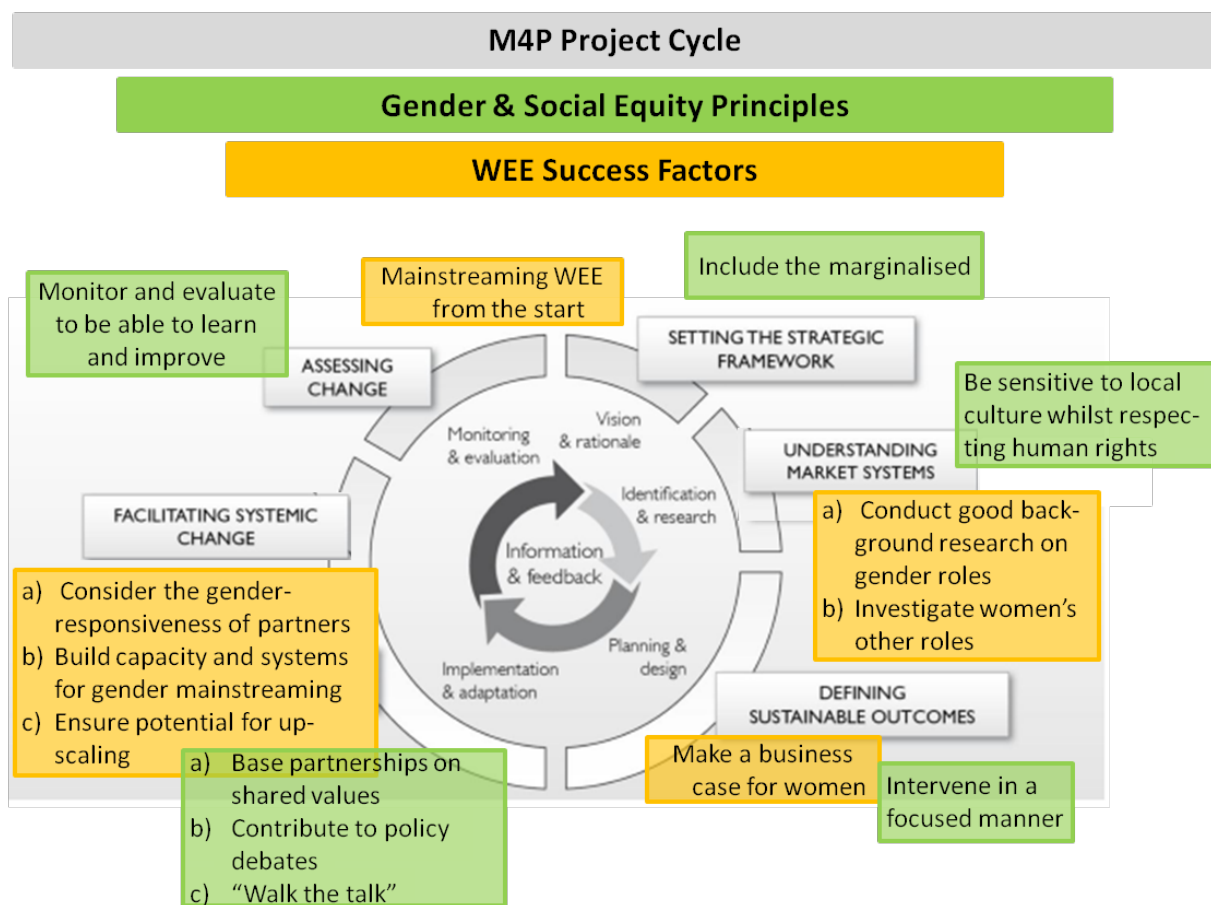 M4P Project Cycle
Gender & Social Equity Principles
WEE Success Factors
Monitor and evaluate
to be able to learn
and improve
Mainstreaming WEE
from the start
Include the marginalised
ASSESSING
CHANGE
SETTING THE STRATEGIC
FRAMEWORK
Be sensitive to local
culture whilst respec-
ting human rights
UNDERSTANDING
MARKET SYSTEMS
Monitoring
& evaluation
Vision
& rationale
Identification
& research
Information
& feedback
Planning &
design
Implementation
& adaptation
FACILITATING SYSTEMIC
CHANGE
a) Conduct good back-
ground research on
gender roles
b) Investigate women's
other roles
a) Consider the gender-
responsiveness of partners
b) Build capacity and systems
for gender mainstreaming
c) Ensure potential for up-
scaling
DEFINING
SUSTAINABLE OUTCOMES
Make a business
case for women
Intervene in a
focused manner
a) Base partnerships on
shared values
b) Contribute to policy
debates
c) “Walk the talk”